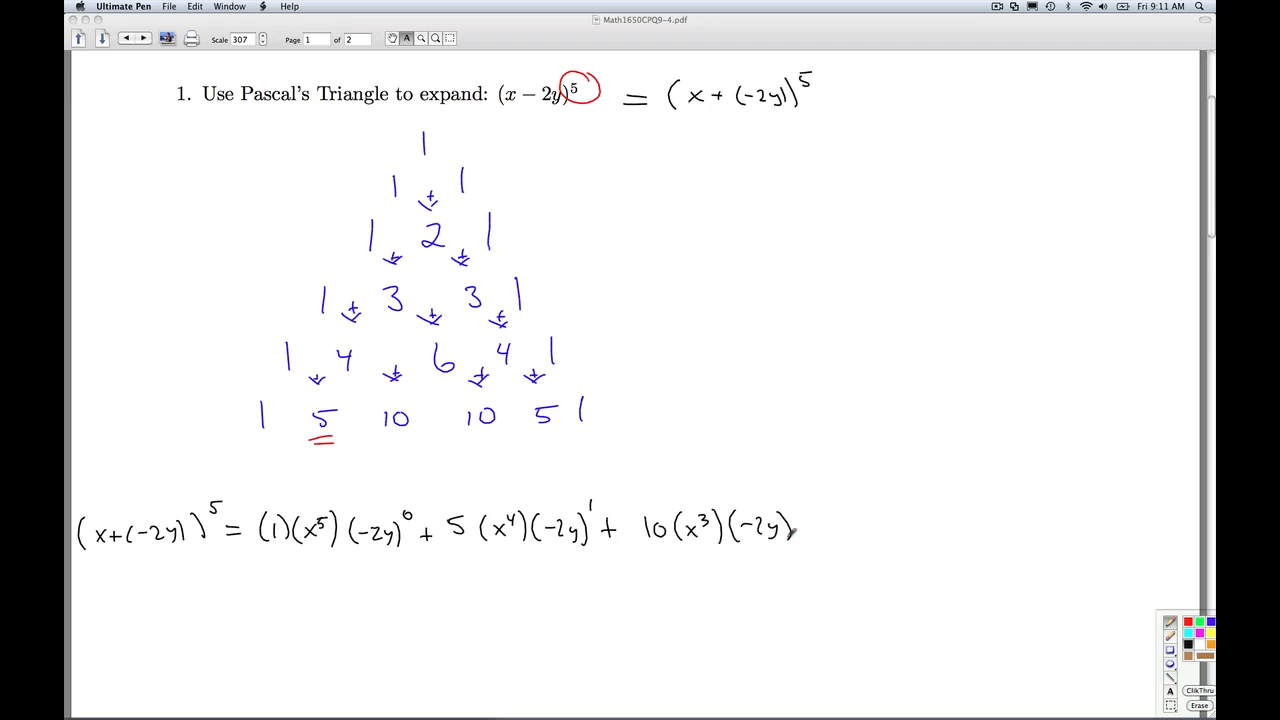 Ultimate Pen File Edit Window Help Fri 9:11 AM
Math1650CPQ9-4.pdf
Scale 307 Page 1 of 2
1. Use Pascal's Triangle to expand: (x − 2y)^5 = (x + (-2y))^5
1
1 + 1
1 2 1
+ +
1 3 3 1
+ + +
1 4 6 4 1
+ + +
1 5 10 10 5 1
(x+(-2y))^5 = (1)(x^5)(-2y)^0 + 5(x^4)(-2y)^1 + 10(x^3)(-2y)
A
ClikThru
Erase